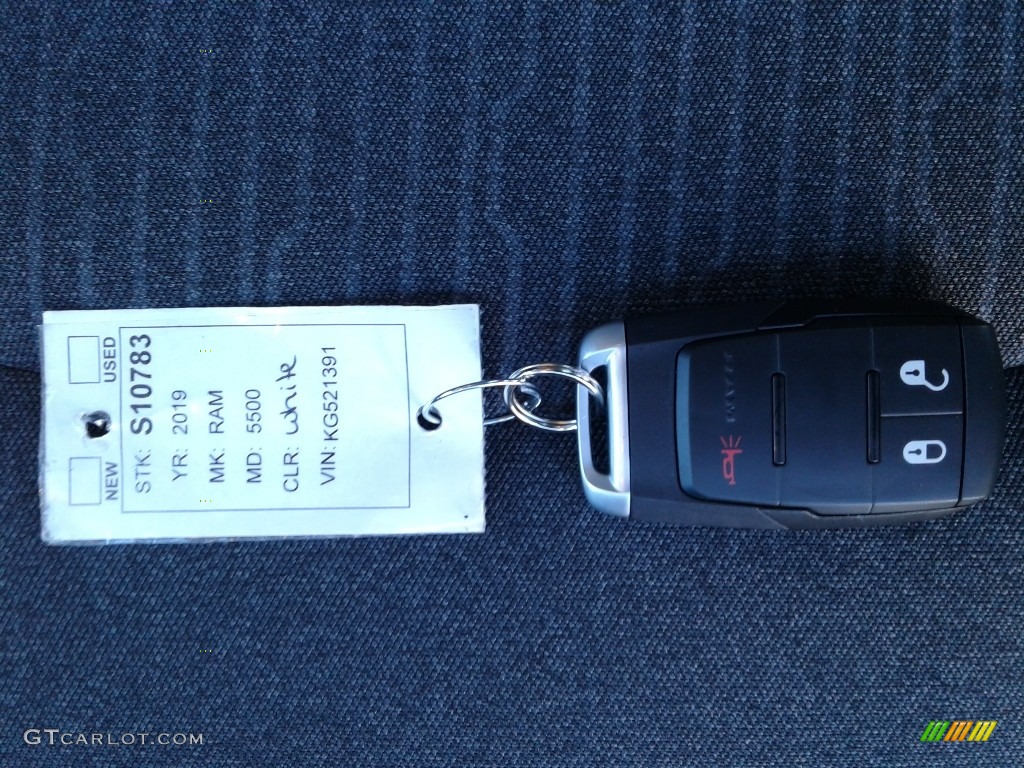 NEW USED
STK: S10783
YR: 2019
MK: RAM
MD: 5500
CLR: white
VIN: KG521391
GTCARLOT.COM